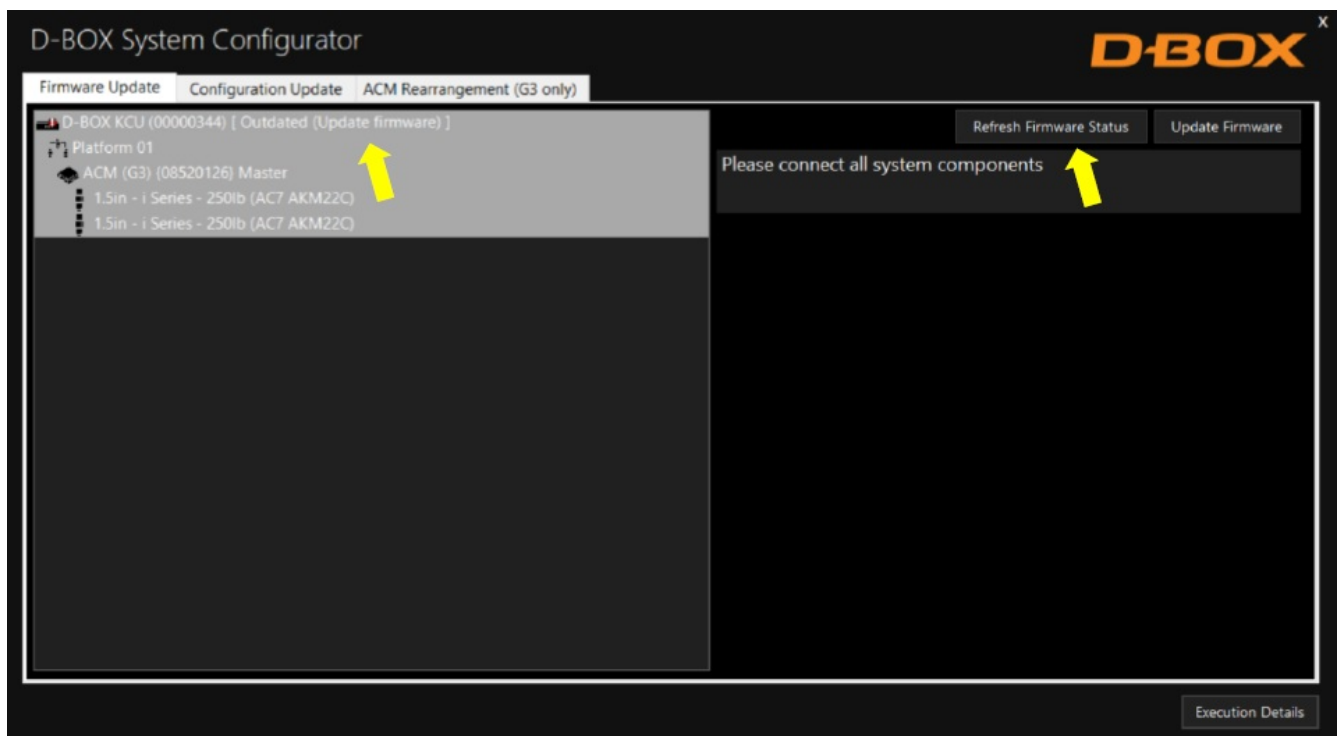 D-BOX System Configurator
D-BOX
x
Firmware Update Configuration Update ACM Rearrangement (G3 only)
D-BOX KCU (00000344) [ Outdated (Update firmware) ]
Platform 01
ACM (G3) (08520126) Master
1.5in - i Series - 250lb (AC7 AKM22C)
1.5in - i Series - 250lb (AC7 AKM22C)
Refresh Firmware Status Update Firmware
Please connect all system components
Execution Details